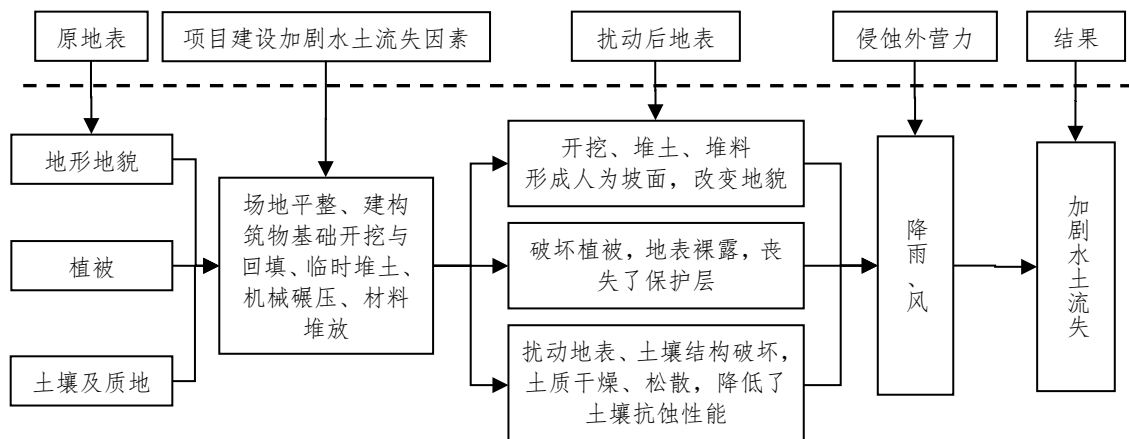 原地表
项目建设加剧水土流失因素
扰动后地表
侵蚀外营力
结果
地形地貌
植被
土壤及质地
场地平整、建构
筑物基础开挖与
回填、临时堆土、
机械碾压、材料
堆放
开挖、堆土、堆料
形成人为坡面，改变地貌
破坏植被，地表裸露，丧
失了保护层
扰动地表、土壤结构破坏，
土质干燥、松散，降低了
土壤抗蚀性能
降雨、风
加剧水土流失